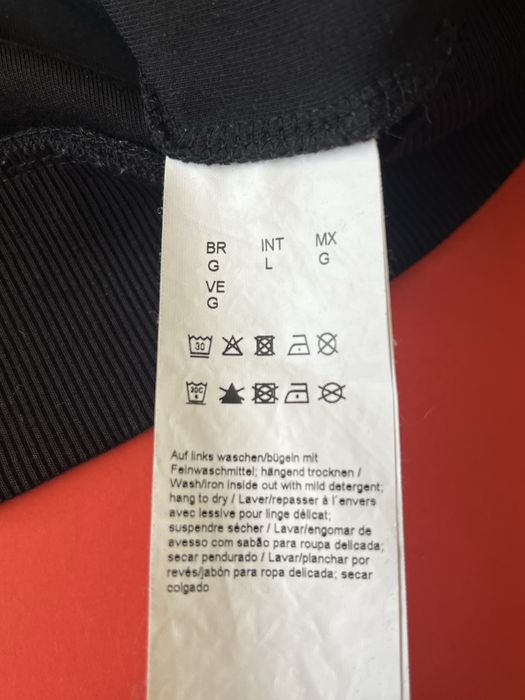 BR INT MX
G L G
VE
G
30
30C
Auf links waschen/bügeln mit
Feinwaschmittel; hängend trocknen /
Wash/iron inside out with mild detergent;
hang to dry / Laver/repasser à l´envers
avec lessive pour linge délicat;
suspendre sécher / Lavar/engomar de
avesso com sabão para roupa delicada;
secar pendurado / Lavar/planchar por
revés/jabón para ropa delicada; secar
colgado